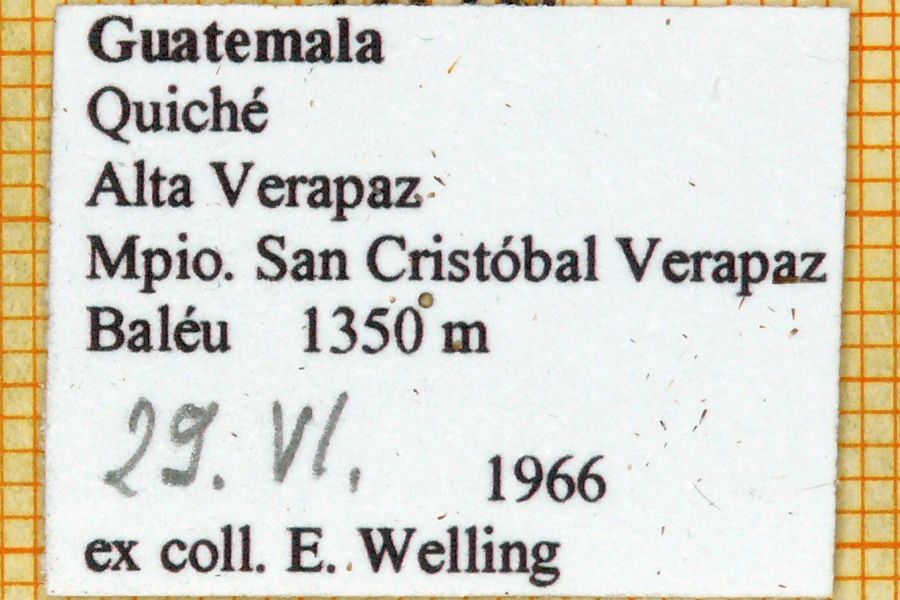 Guatemala
Quiché
Alta Verapaz
Mpio. San Cristóbal Verapaz
Baléu 1350 m
29. VI. 1966
ex coll. E. Welling